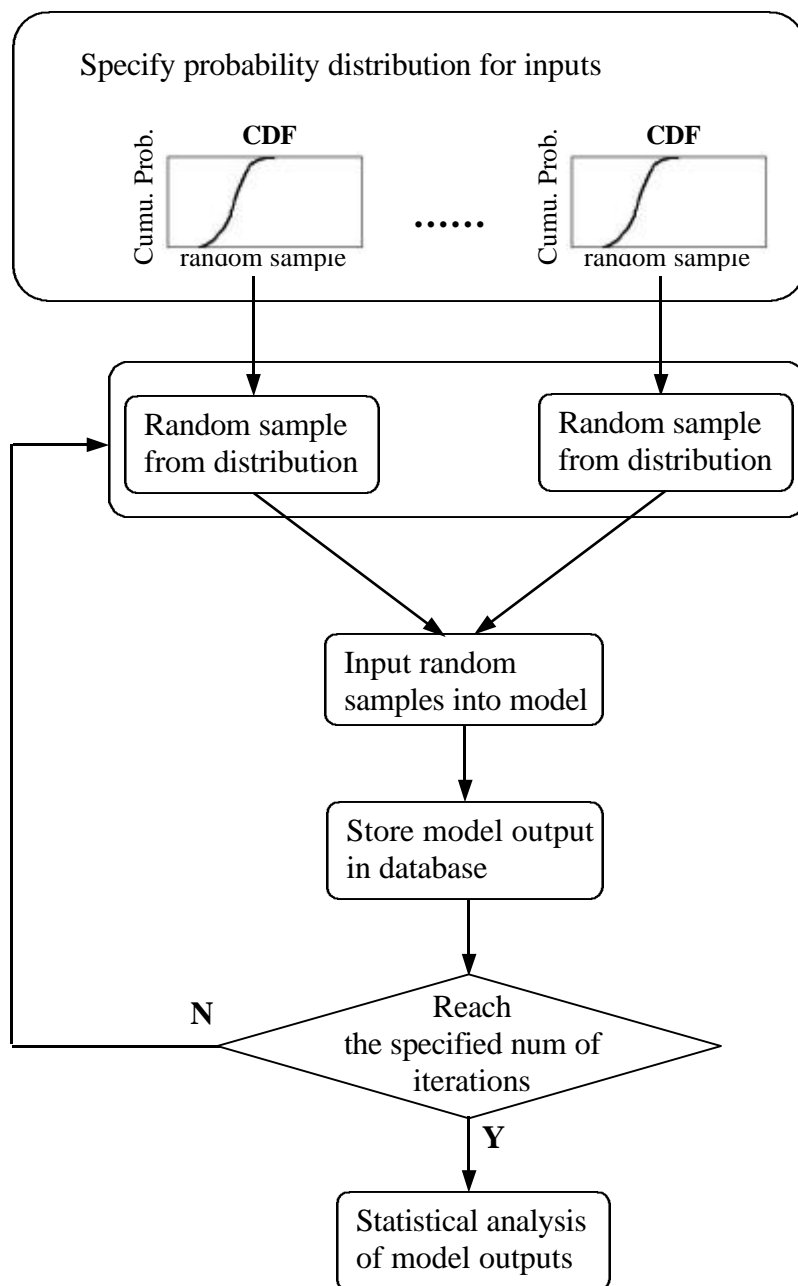 Specify probability distribution for inputs
CDF
Cumu. Prob.
random sample
......
CDF
Cumu. Prob.
random sample
Random sample
from distribution
Random sample
from distribution
Input random
samples into model
Store model output
in database
Reach
the specified num of
iterations
N
Y
Statistical analysis
of model outputs